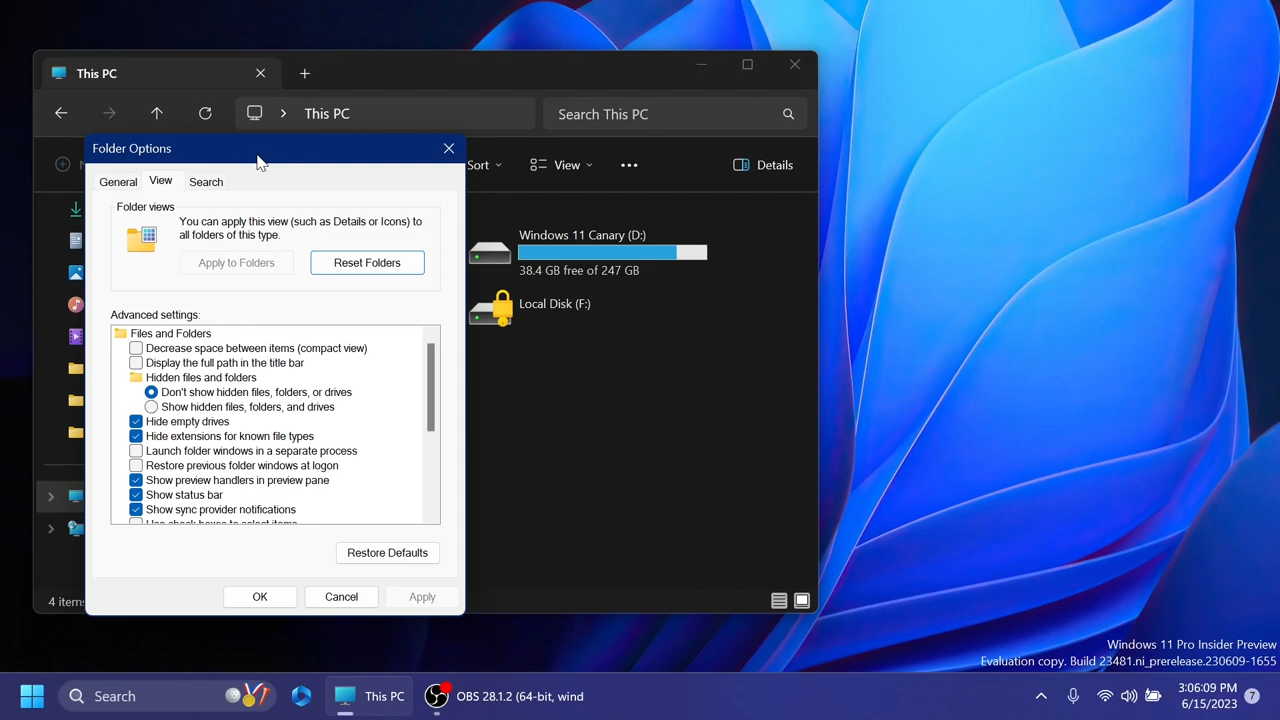 This PC
This PC
Search This PC
Folder Options
N
Sort
View
Details
General
View
Search
Folder views
You can apply this view (such as Details or Icons) to
all folders of this type.
Apply to Folders
Reset Folders
Windows 11 Canary (D:)
38.4 GB free of 247 GB
Local Disk (F:)
Advanced settings:
Files and Folders
Decrease space between items (compact view)
Display the full path in the title bar
Hidden files and folders
Don't show hidden files, folders, or drives
Show hidden files, folders, and drives
Hide empty drives
Hide extensions for known file types
Launch folder windows in a separate process
Restore previous folder windows at logon
Show preview handlers in preview pane
Show status bar
Show sync provider notifications
Use check boxes to select items
Restore Defaults
OK
Cancel
Apply
4 items
Windows 11 Pro Insider Preview
Evaluation copy. Build 23481.ni_prerelease.230609-1655
Search
This PC
OBS 28.1.2 (64-bit, wind
3:06:09 PM
6/15/2023
7